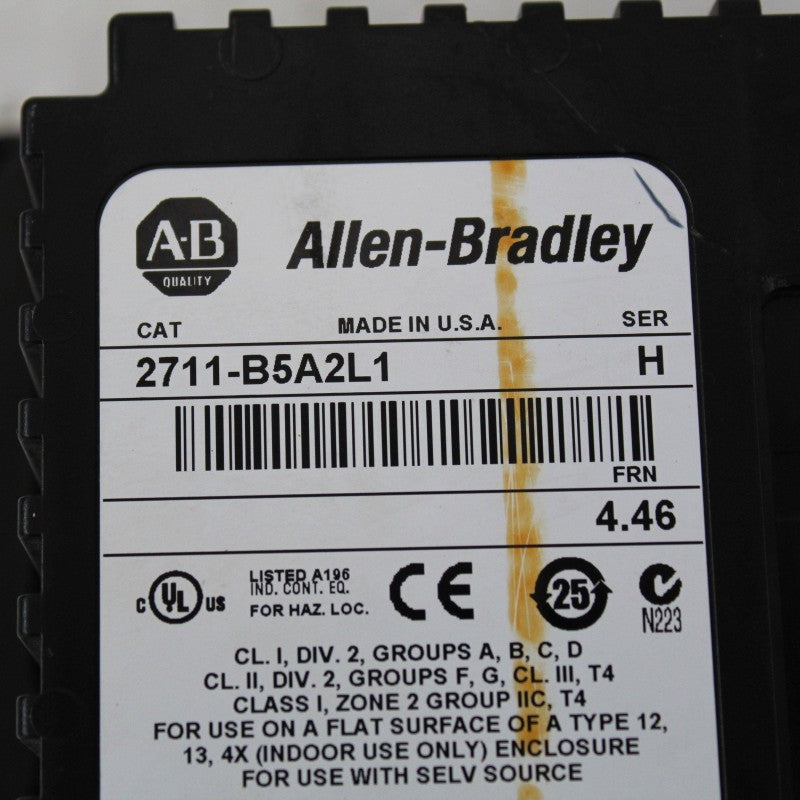 A-B
QUALITY
Allen-Bradley
CAT MADE IN U.S.A. SER
2711-B5A2L1 H
FRN
4.46
C UL US
LISTED A196
IND. CONT. EQ.
FOR HAZ. LOC.
CE
25
N223
CL. I, DIV. 2, GROUPS A, B, C, D
CL. II, DIV. 2, GROUPS F, G, CL. III, T4
CLASS I, ZONE 2 GROUP IIC, T4
FOR USE ON A FLAT SURFACE OF A TYPE 12,
13, 4X (INDOOR USE ONLY) ENCLOSURE
FOR USE WITH SELV SOURCE